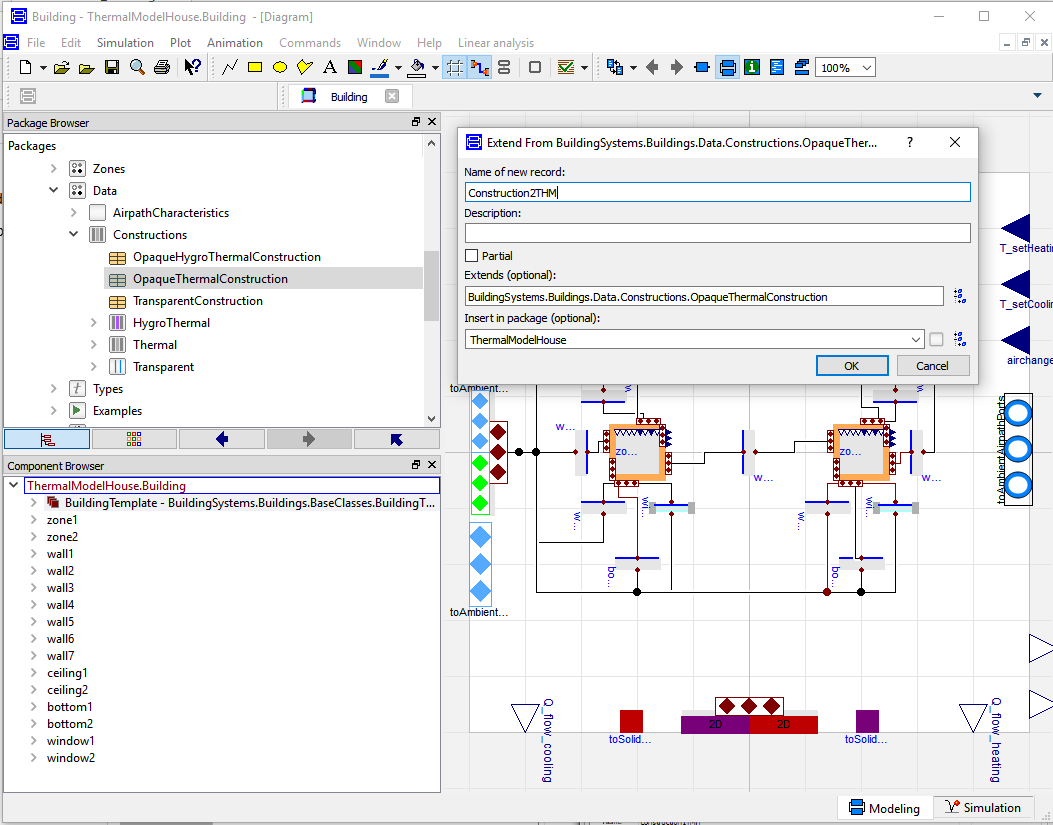 Building - ThermalModelHouse.Building - [Diagram]
File Edit Simulation Plot Animation Commands Window Help Linear analysis
100%
Building
Package Browser
Packages
Zones
Data
AirpathCharacteristics
Constructions
OpaqueHygroThermalConstruction
OpaqueThermalConstruction
TransparentConstruction
HygroThermal
Thermal
Transparent
Types
Examples
Component Browser
ThermalModelHouse.Building
BuildingTemplate - BuildingSystems.Buildings.BaseClasses.BuildingT...
zone1
zone2
wall1
wall2
wall3
wall4
wall5
wall6
wall7
ceiling1
ceiling2
bottom1
bottom2
window1
window2
Extend From BuildingSystems.Buildings.Data.Constructions.OpaqueTher...
Name of new record:
Construction2THM
Description:
Partial
Extends (optional):
BuildingSystems.Buildings.Data.Constructions.OpaqueThermalConstruction
Insert in package (optional):
ThermalModelHouse
OK Cancel
T_setHeatin
T_setCoolin
airchange
toAmbient...
toAmbientAirpathPorts
w...
zo...
w...
zo...
w...
w...
wi...
w...
wi...
bo...
bo...
toAmbient...
Q_flow_cooling
toSolid...
2D 2D
toSolid...
Q_flow_heating
Modeling Simulation